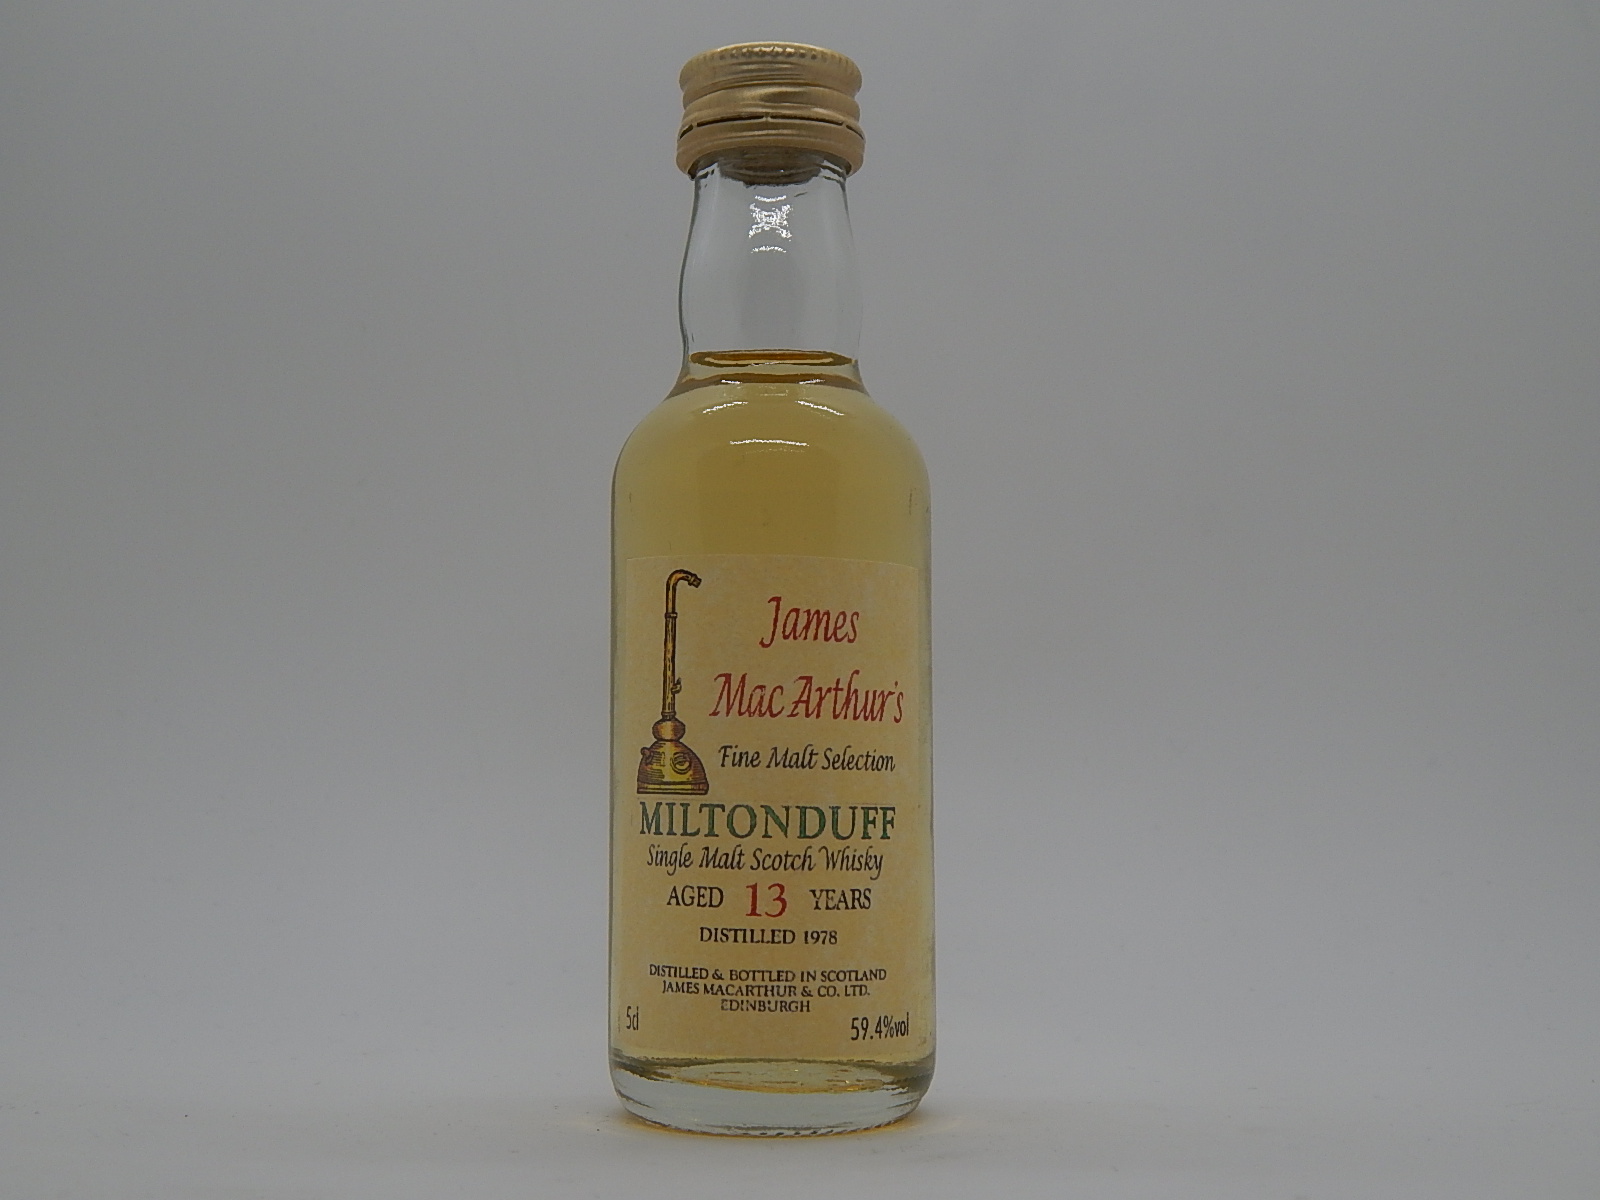 James
MacArthur's
Fine Malt Selection
MILTONDUFF
Single Malt Scotch Whisky
AGED 13 YEARS
DISTILLED 1978
DISTILLED & BOTTLED IN SCOTLAND
JAMES MACARTHUR & CO. LTD.
EDINBURGH
5cl 59.4%vol